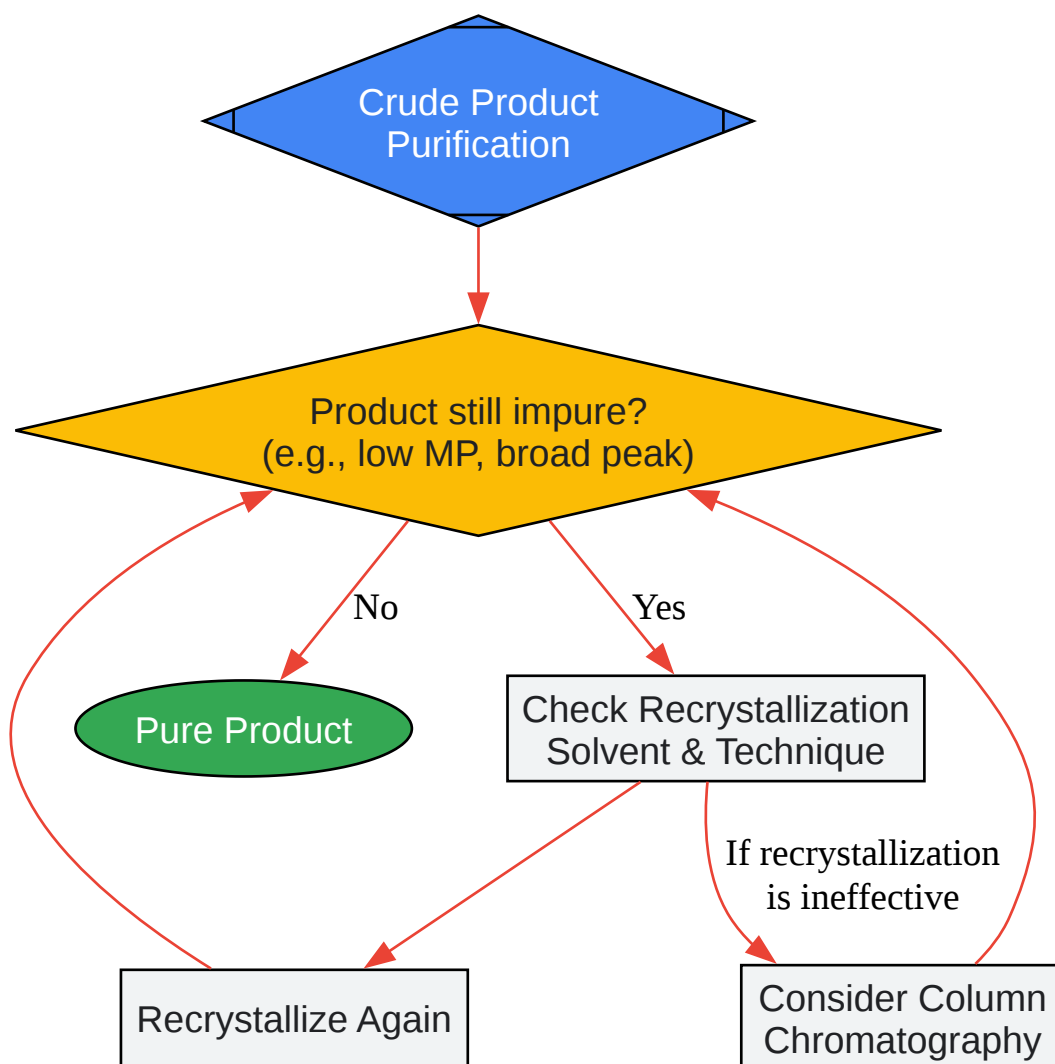 Crude Product
Purification
Product still impure?
(e.g., low MP, broad peak)
No
Yes
Pure Product
Check Recrystallization
Solvent & Technique
If recrystallization
is ineffective
Recrystallize Again
Consider Column
Chromatography